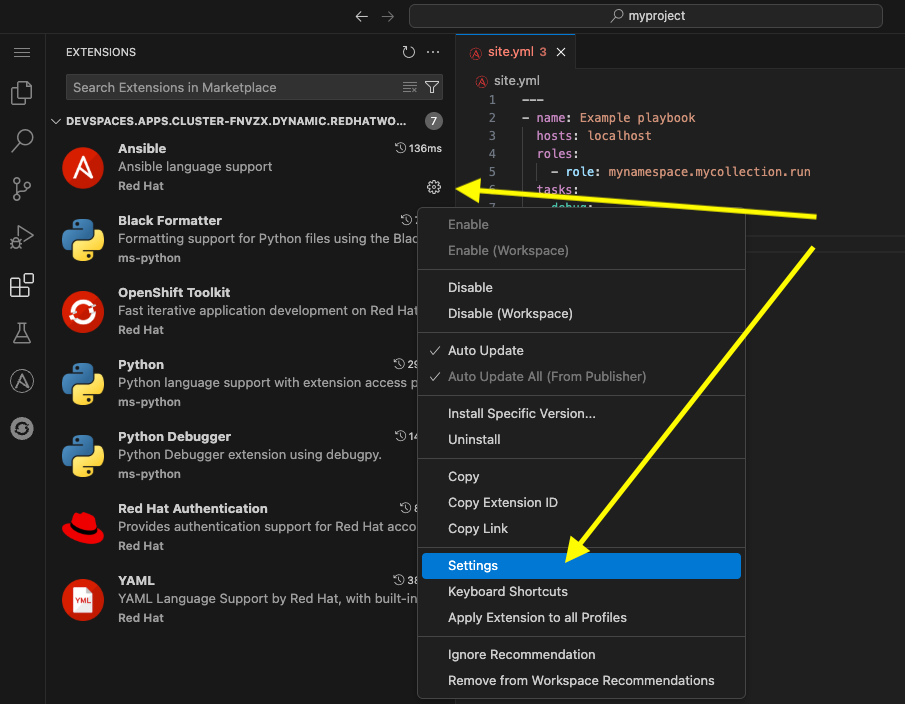 myproject
EXTENSIONS
Search Extensions in Marketplace
DEVSPACES.APPS.CLUSTER-FNVZX.DYNAMIC.REDHATWO... 7
Ansible 136ms
Ansible language support
Red Hat
Black Formatter
Formatting support for Python files using the Blac
ms-python
OpenShift Toolkit
Fast iterative application development on Red Hat
Red Hat
Python 29
Python language support with extension access p
ms-python
Python Debugger 14
Python Debugger extension using debugpy.
ms-python
Red Hat Authentication 8
Provides authentication support for Red Hat acco
Red Hat
YAML 38
YML
YAML Language Support by Red Hat, with built-in
Red Hat
site.yml 3
site.yml
1 ---
2 - name: Example playbook
3 hosts: localhost
4 roles:
5 - role: mynamespace.mycollection.run
6 tasks:
7 debug:
Enable
Enable (Workspace)
Disable
Disable (Workspace)
Auto Update
Auto Update All (From Publisher)
Install Specific Version...
Uninstall
Copy
Copy Extension ID
Copy Link
Settings
Keyboard Shortcuts
Apply Extension to all Profiles
Ignore Recommendation
Remove from Workspace Recommendations